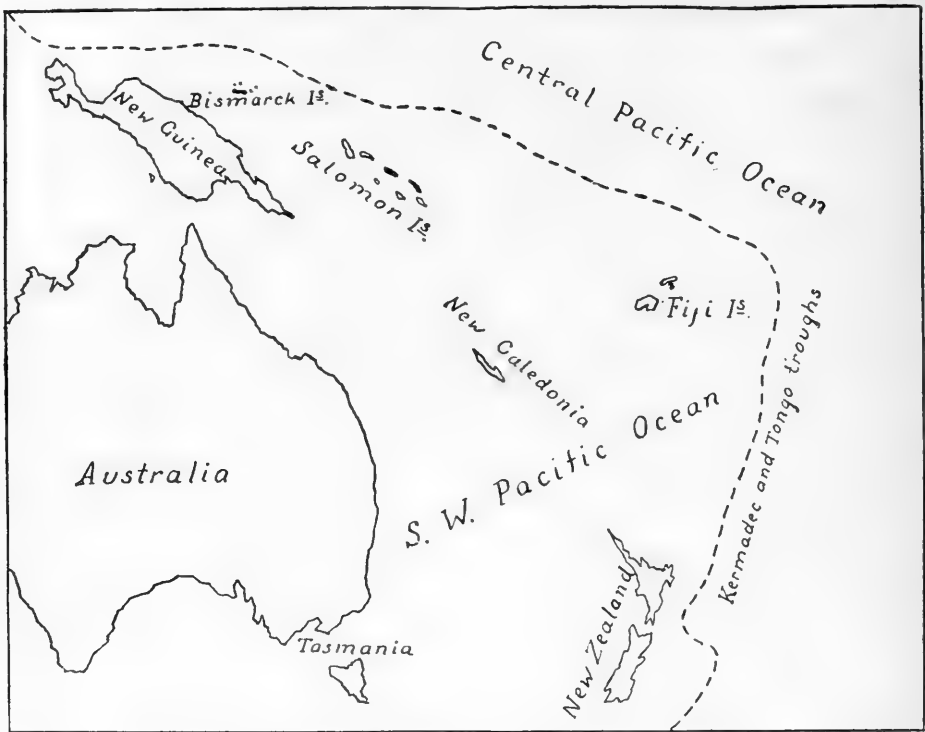 Central Pacific Ocean
Bismarck Is.
New Guinea
Salomon Is.
Fiji Is.
New Caledonia
Kermadec and Tongo troughs
S. W. Pacific Ocean
Australia
New Zealand
Tasmania